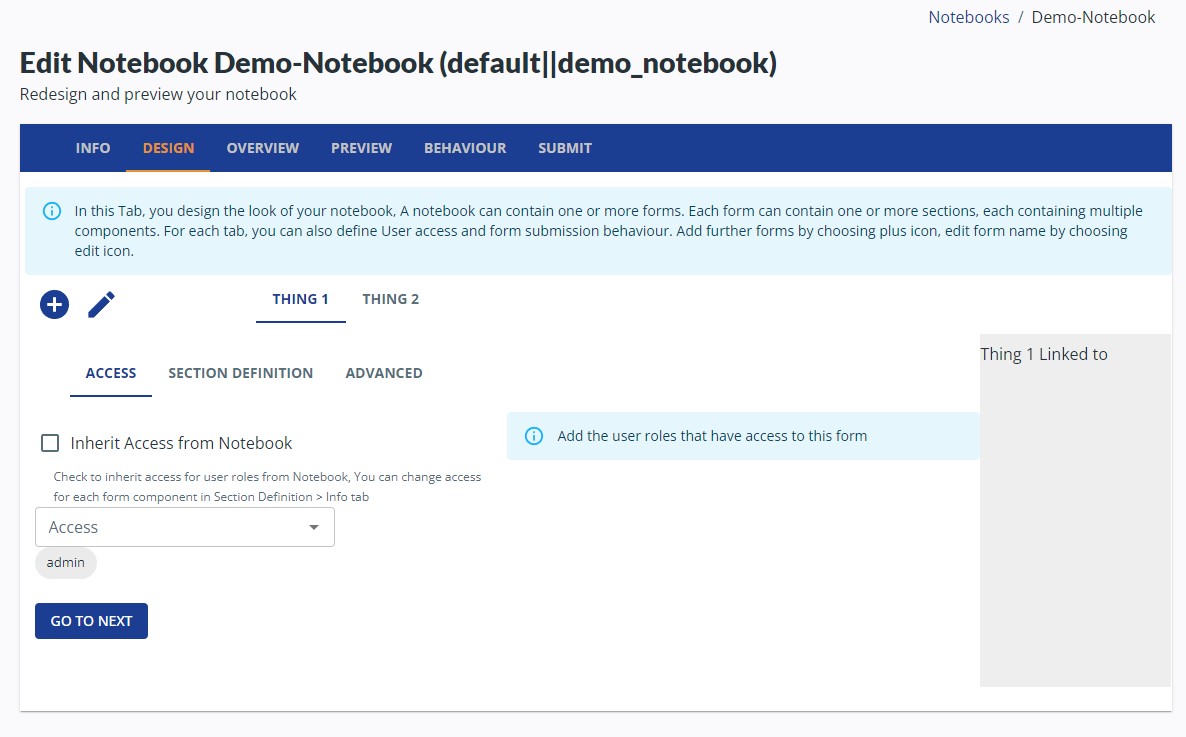 Notebooks / Demo-Notebook
Edit Notebook Demo-Notebook (default||demo_notebook)
Redesign and preview your notebook
INFO DESIGN OVERVIEW PREVIEW BEHAVIOUR SUBMIT
In this Tab, you design the look of your notebook, A notebook can contain one or more forms. Each form can contain one or more sections, each containing multiple
components. For each tab, you can also define User access and form submission behaviour. Add further forms by choosing plus icon, edit form name by choosing
edit icon.
THING 1 THING 2
Thing 1 Linked to
ACCESS SECTION DEFINITION ADVANCED
Inherit Access from Notebook
Add the user roles that have access to this form
Check to inherit access for user roles from Notebook, You can change access
for each form component in Section Definition > Info tab
Access
admin
GO TO NEXT